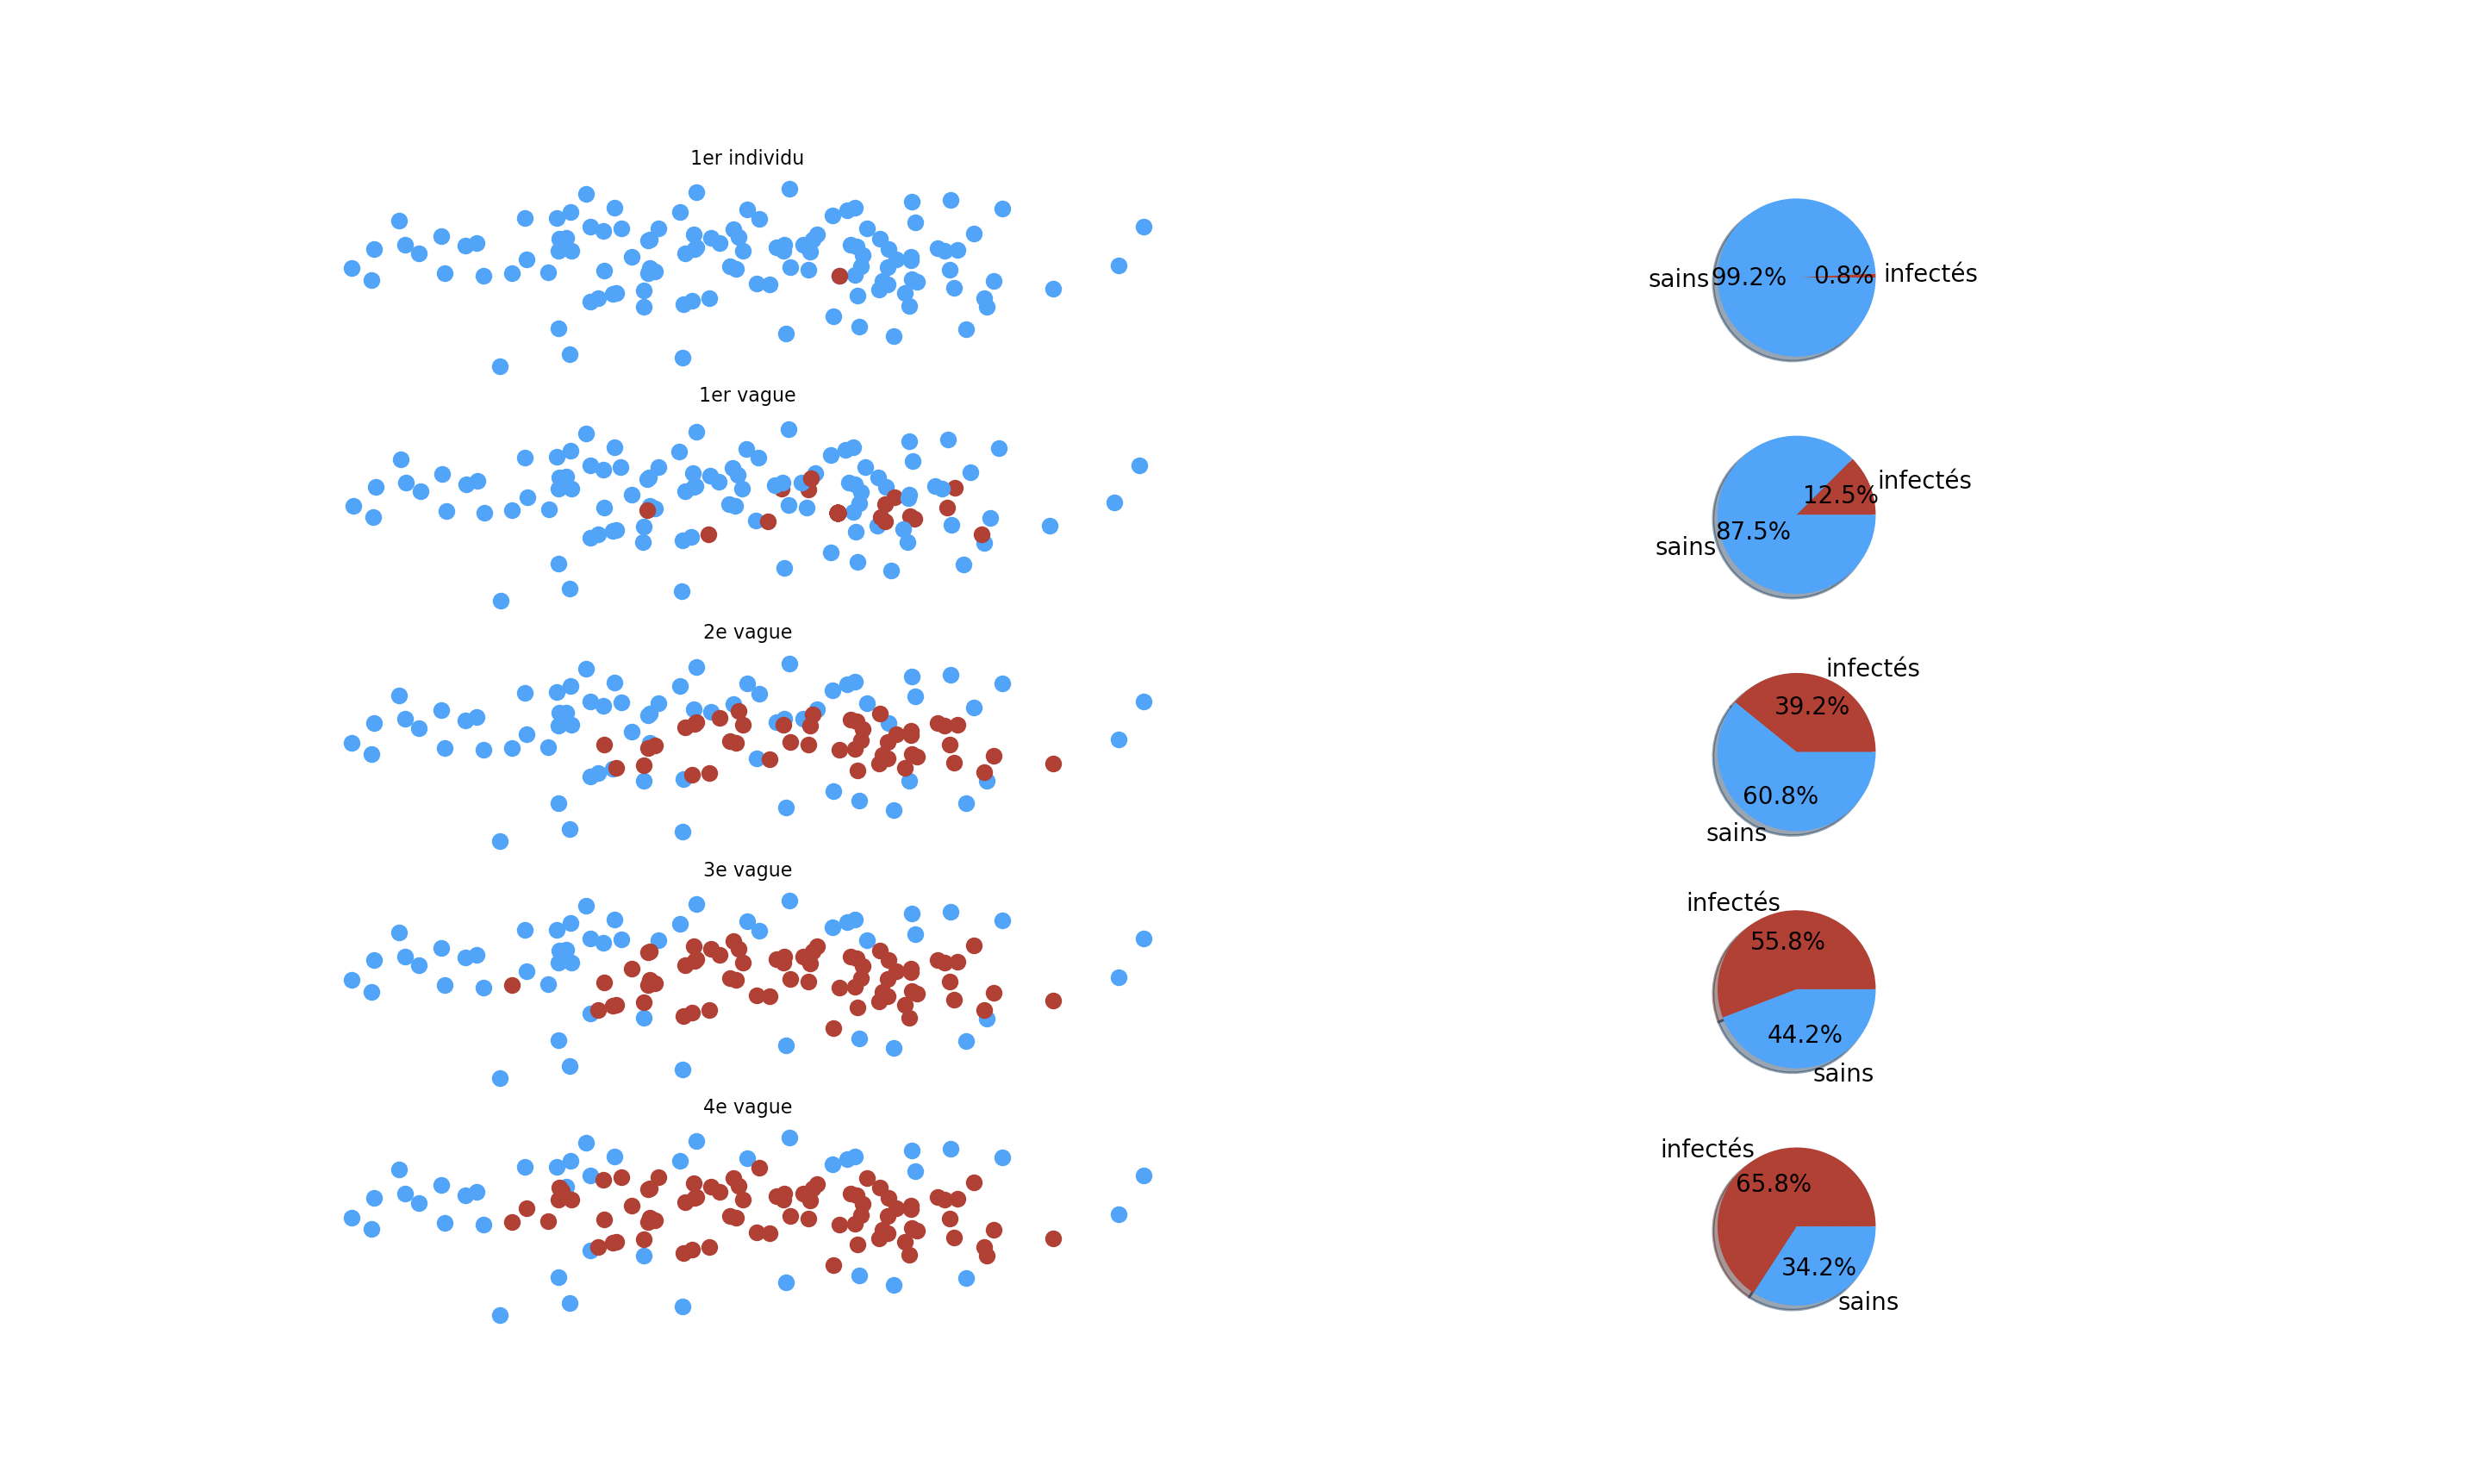 1er individu
sains
99.2%
0.8%
infectés
1er vague
infectés
12.5%
87.5%
sains
2e vague
infectés
39.2%
60.8%
sains
3e vague
infectés
55.8%
44.2%
sains
4e vague
infectés
65.8%
34.2%
sains